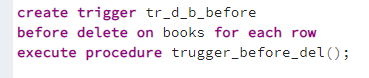 create trigger tr_d_b_before
before delete on books for each row
execute procedure trugger_before_del();